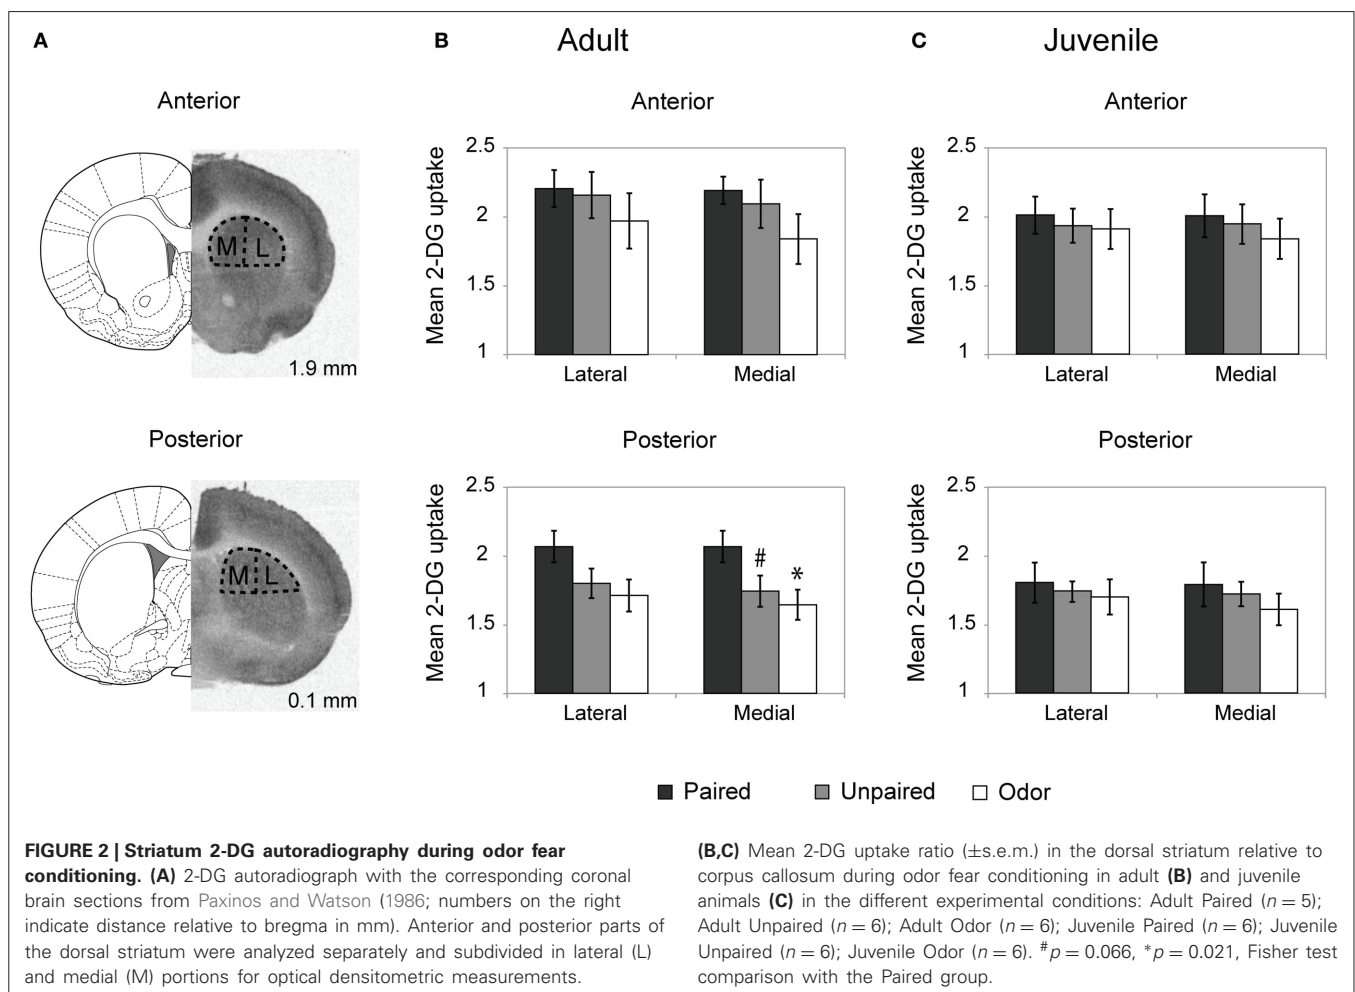 A
B
Adult
C
Juvenile
Anterior
Anterior
Anterior
M L
1.9 mm
Mean 2-DG uptake
2.5
2
1.5
1
Lateral
Medial
Mean 2-DG uptake
2.5
2
1.5
1
Lateral
Medial
Posterior
Posterior
Posterior
M L
0.1 mm
Mean 2-DG uptake
2.5
2
1.5
1
#
*
Lateral
Medial
Mean 2-DG uptake
2.5
2
1.5
1
Lateral
Medial
Paired
Unpaired
Odor
FIGURE 2 | Striatum 2-DG autoradiography during odor fear
conditioning. (A) 2-DG autoradiograph with the corresponding coronal
brain sections from Paxinos and Watson (1986; numbers on the right
indicate distance relative to bregma in mm). Anterior and posterior parts of
the dorsal striatum were analyzed separately and subdivided in lateral (L)
and medial (M) portions for optical densitometric measurements.
(B,C) Mean 2-DG uptake ratio (±s.e.m.) in the dorsal striatum relative to
corpus callosum during odor fear conditioning in adult (B) and juvenile
animals (C) in the different experimental conditions: Adult Paired (n = 5);
Adult Unpaired (n = 6); Adult Odor (n = 6); Juvenile Paired (n = 6); Juvenile
Unpaired (n = 6); Juvenile Odor (n = 6). #p = 0.066, *p = 0.021, Fisher test
comparison with the Paired group.